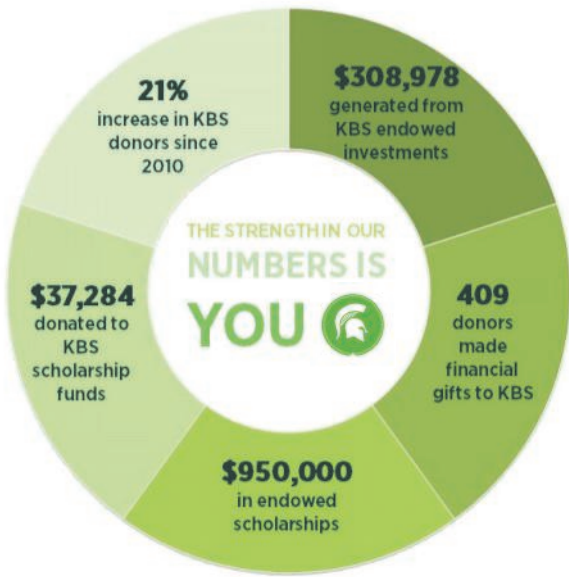 21%
increase in KBS
donors since
2010
$308,978
generated from
KBS endowed
investments
THE STRENGTH IN OUR
NUMBERS IS
YOU
$37,284
donated to
KBS
scholarship
funds
409
donors
made
financial
gifts to KBS
$950,000
in endowed
scholarships